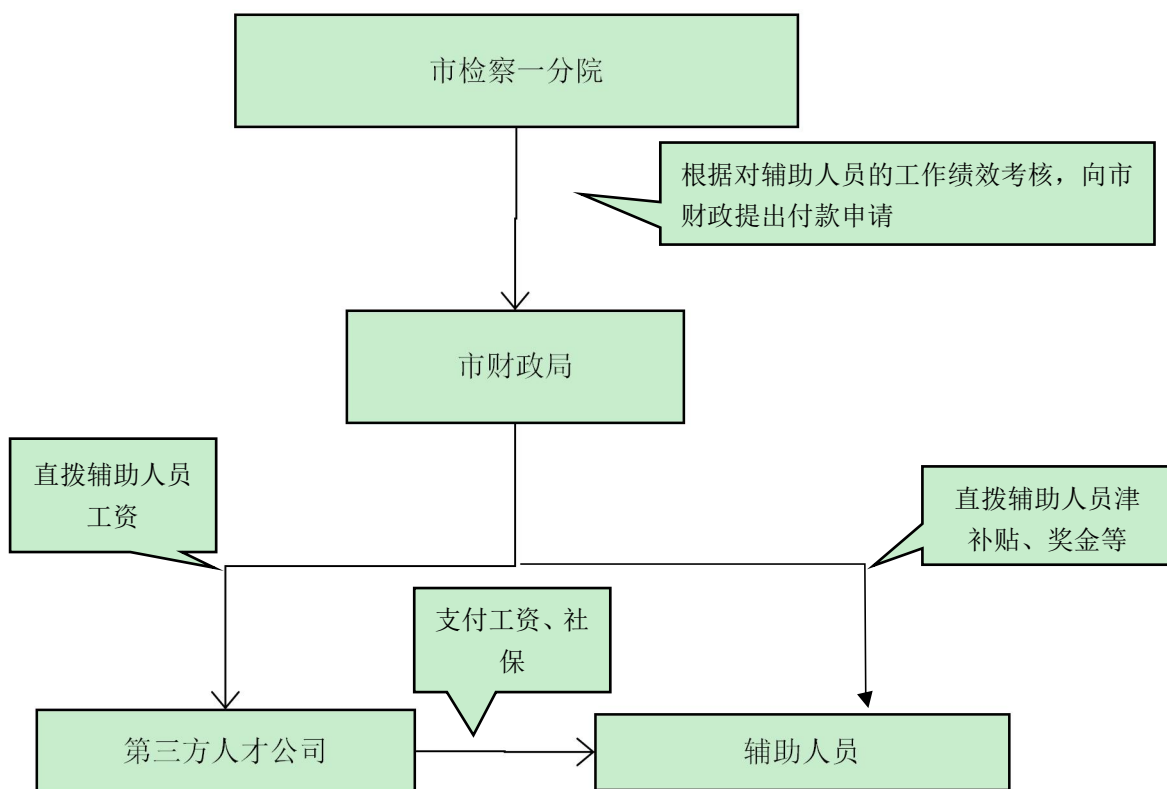 市检察一分院
根据对辅助人员的工作绩效考核，向市
财政提出付款申请
市财政局
直拨辅助人员
工资
直拨辅助人员津
补贴、奖金等
支付工资、社
保
第三方人才公司
辅助人员